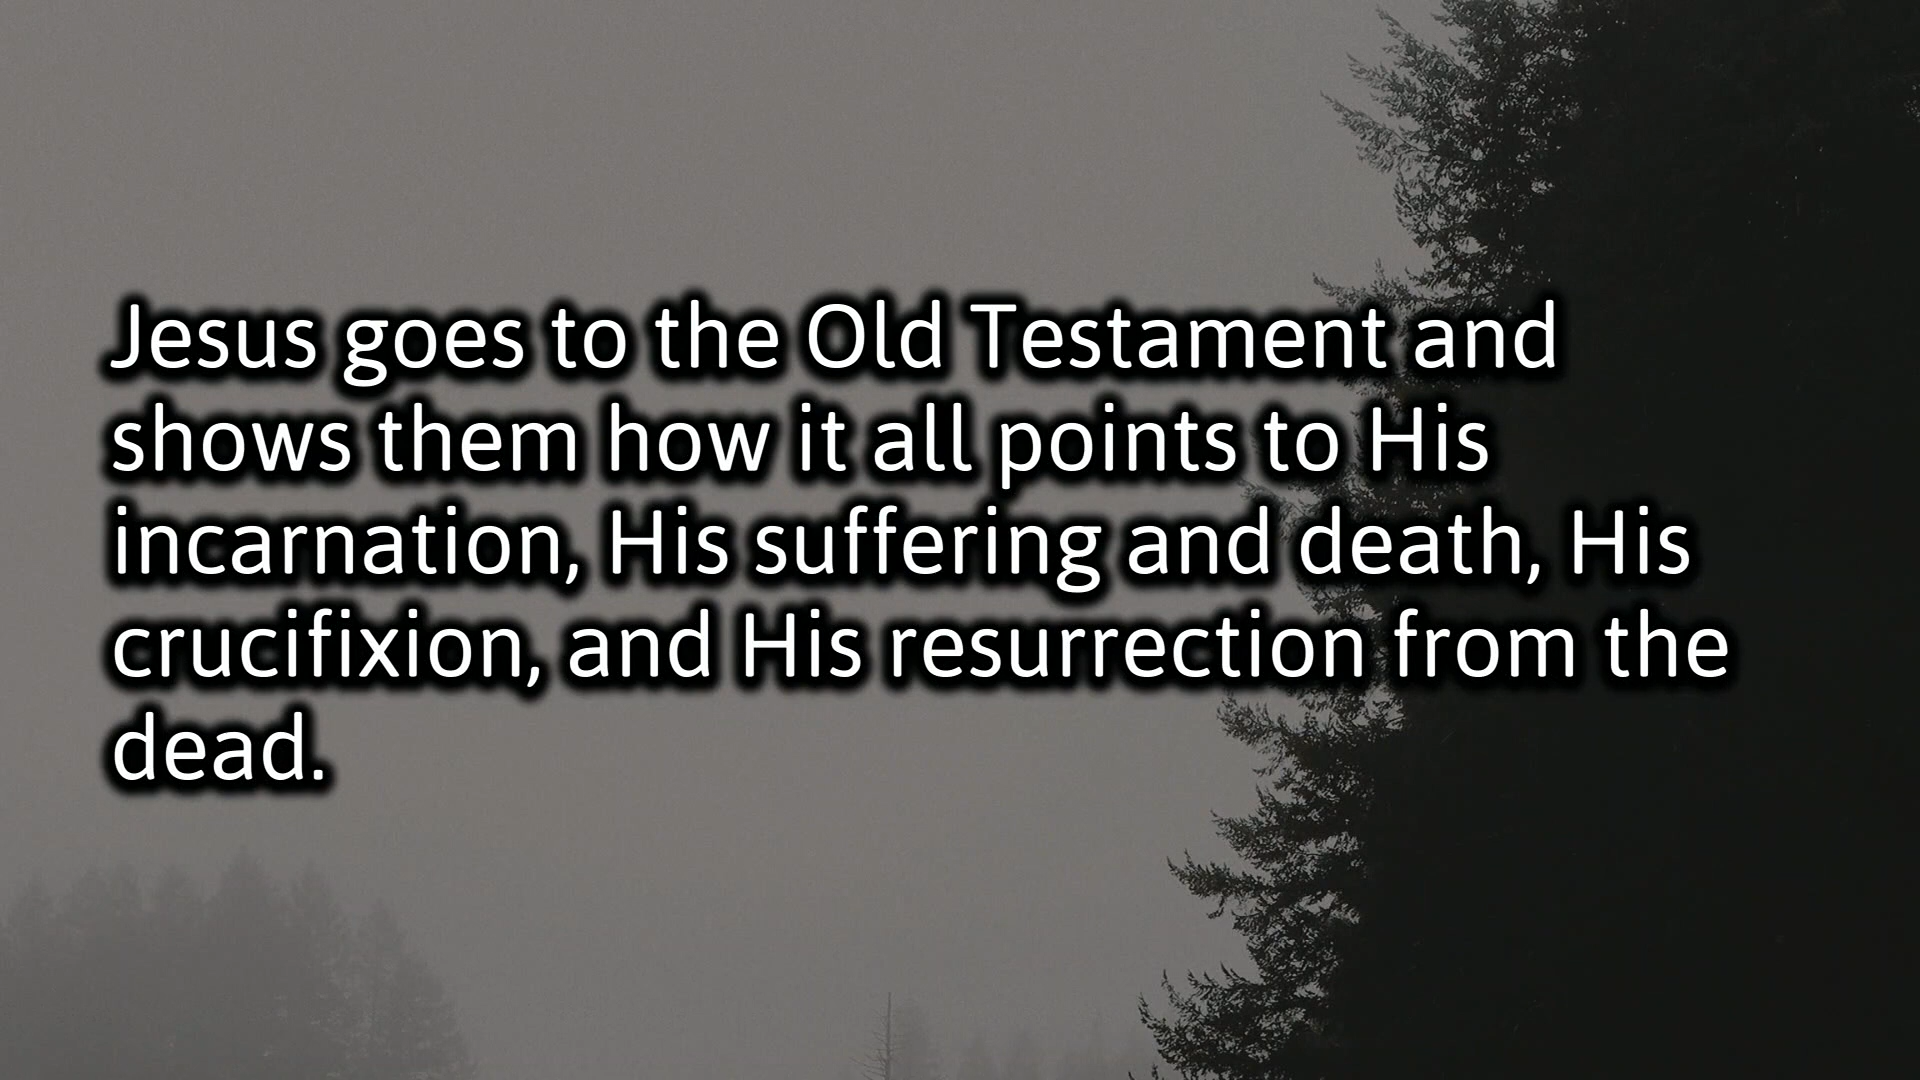 Jesus goes to the Old Testament and
shows them how it all points to His
incarnation, His suffering and death, His
crucifixion, and His resurrection from the
dead.